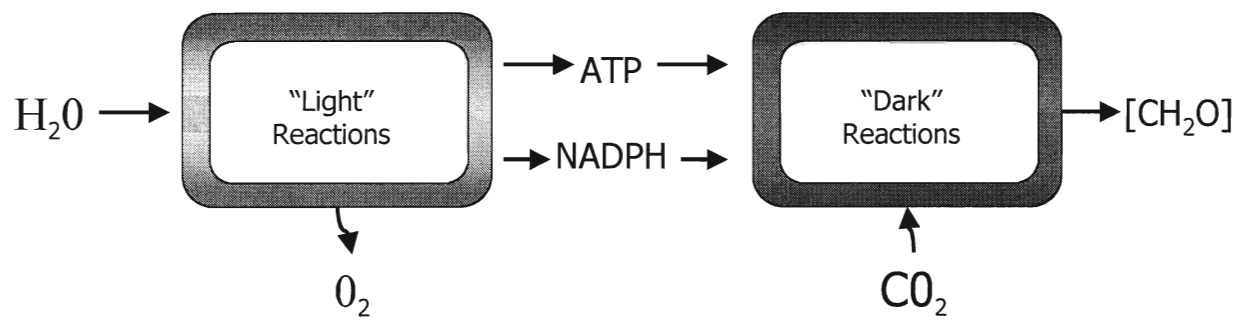 H₂0
“Light”
Reactions
0₂
ATP
NADPH
“Dark”
Reactions
C0₂
[CH₂O]